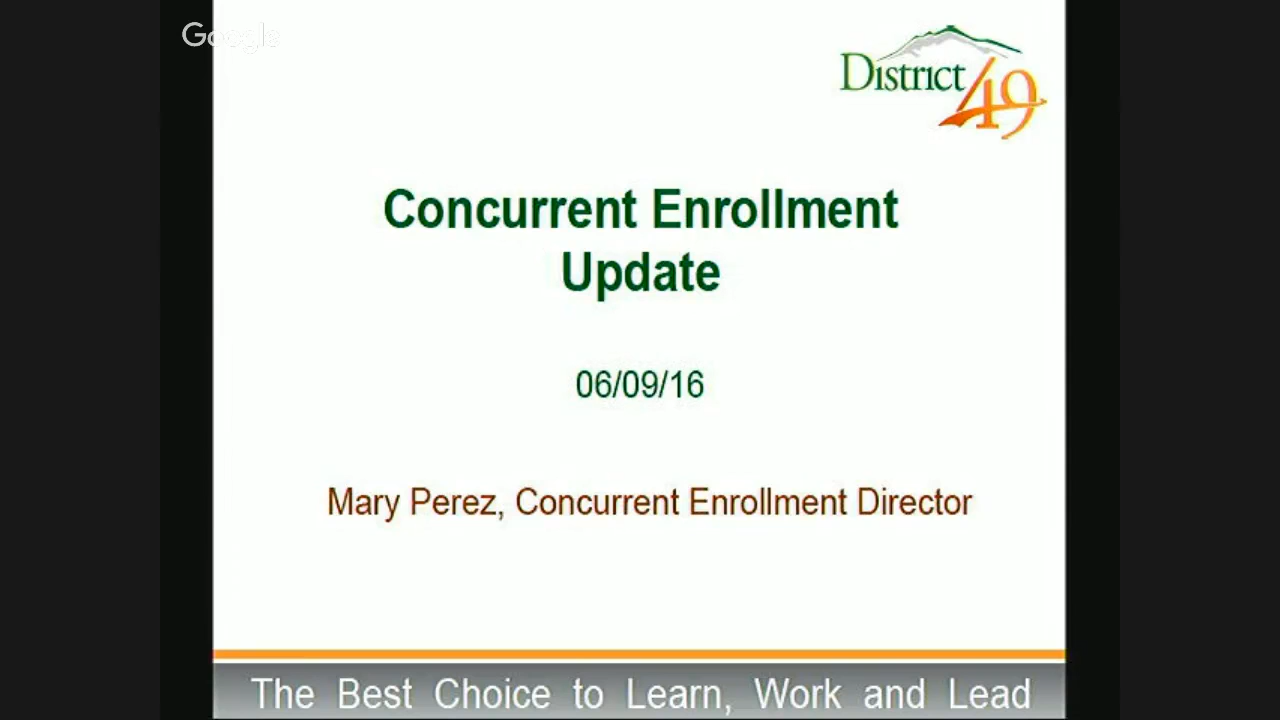 Google
District 49
Concurrent Enrollment
Update
06/09/16
Mary Perez, Concurrent Enrollment Director
The Best Choice to Learn, Work and Lead